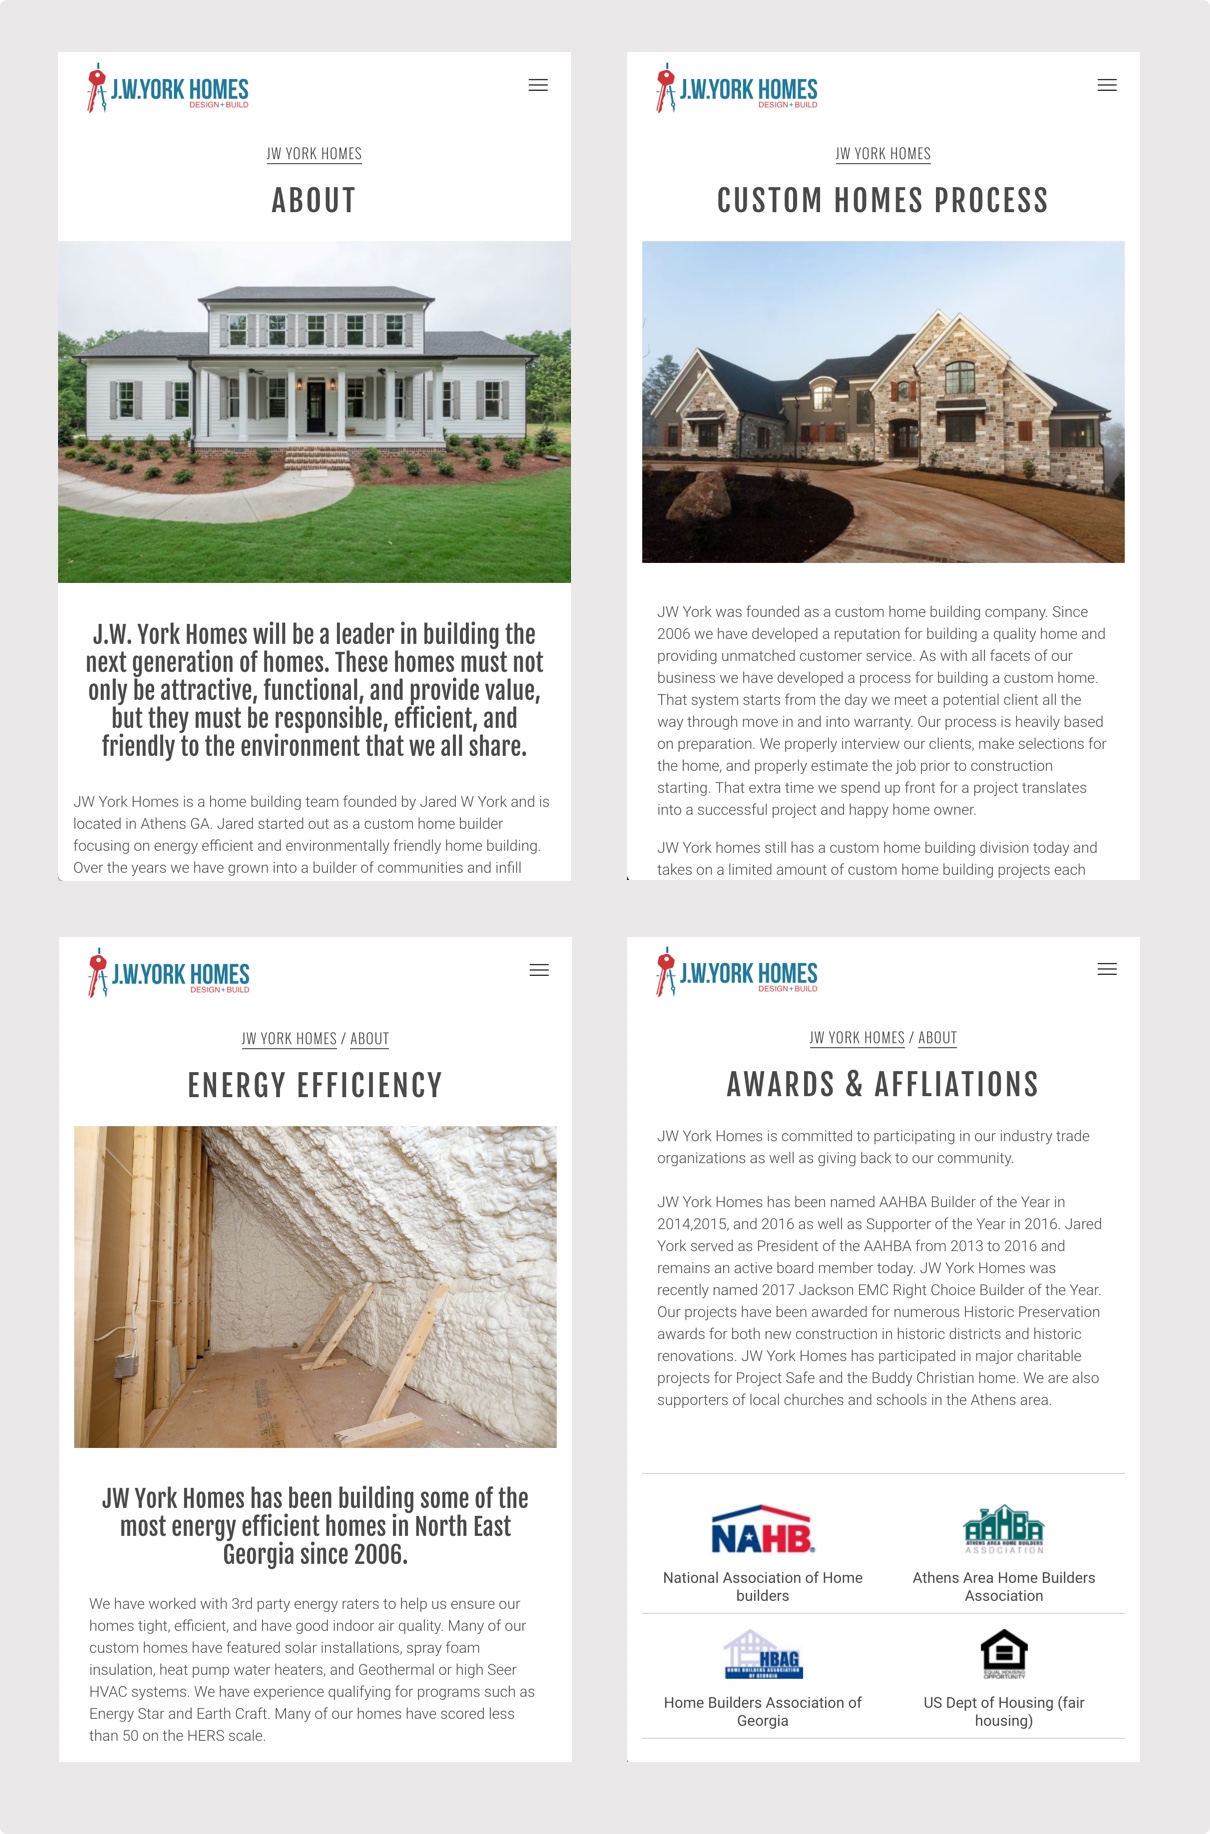 J.W.YORK HOMES
DESIGN+BUILD
JW YORK HOMES
ABOUT
J.W. York Homes will be a leader in building the
next generation of homes. These homes must not
only be attractive, functional, and provide value,
but they must be responsible, efficient, and
friendly to the environment that we all share.
JW York Homes is a home building team founded by Jared W York and is
located in Athens GA. Jared started out as a custom home builder
focusing on energy efficient and environmentally friendly home building.
Over the years we have grown into a builder of communities and infill
J.W.YORK HOMES
DESIGN+BUILD
JW YORK HOMES
CUSTOM HOMES PROCESS
JW York was founded as a custom home building company. Since
2006 we have developed a reputation for building a quality home and
providing unmatched customer service. As with all facets of our
business we have developed a process for building a custom home.
That system starts from the day we meet a potential client all the
way through move in and into warranty. Our process is heavily based
on preparation. We properly interview our clients, make selections for
the home, and properly estimate the job prior to construction
starting. That extra time we spend up front for a project translates
into a successful project and happy home owner.
JW York homes still has a custom home building division today and
takes on a limited amount of custom home building projects each
J.W.YORK HOMES
DESIGN+BUILD
JW YORK HOMES / ABOUT
ENERGY EFFICIENCY
JW York Homes has been building some of the
most energy efficient homes in North East
Georgia since 2006.
We have worked with 3rd party energy raters to help us ensure our
homes tight, efficient, and have good indoor air quality. Many of our
custom homes have featured solar installations, spray foam
insulation, heat pump water heaters, and Geothermal or high Seer
HVAC systems. We have experience qualifying for programs such as
Energy Star and Earth Craft. Many of our homes have scored less
than 50 on the HERS scale.
J.W.YORK HOMES
DESIGN+BUILD
JW YORK HOMES / ABOUT
AWARDS & AFFLIATIONS
JW York Homes is committed to participating in our industry trade
organizations as well as giving back to our community.
JW York Homes has been named AAHBA Builder of the Year in
2014,2015, and 2016 as well as Supporter of the Year in 2016. Jared
York served as President of the AAHBA from 2013 to 2016 and
remains an active board member today. JW York Homes was
recently named 2017 Jackson EMC Right Choice Builder of the Year.
Our projects have been awarded for numerous Historic Preservation
awards for both new construction in historic districts and historic
renovations. JW York Homes has participated in major charitable
projects for Project Safe and the Buddy Christian home. We are also
supporters of local churches and schools in the Athens area.
NAHB®
National Association of Home
builders
AAHBA
ATHENS AREA HOME BUILDERS
ASSOCIATION
Athens Area Home Builders
Association
HBAG
HOME BUILDERS ASSOCIATION
OF GEORGIA
Home Builders Association of
Georgia
EQUAL HOUSING
OPPORTUNITY
US Dept of Housing (fair
housing)